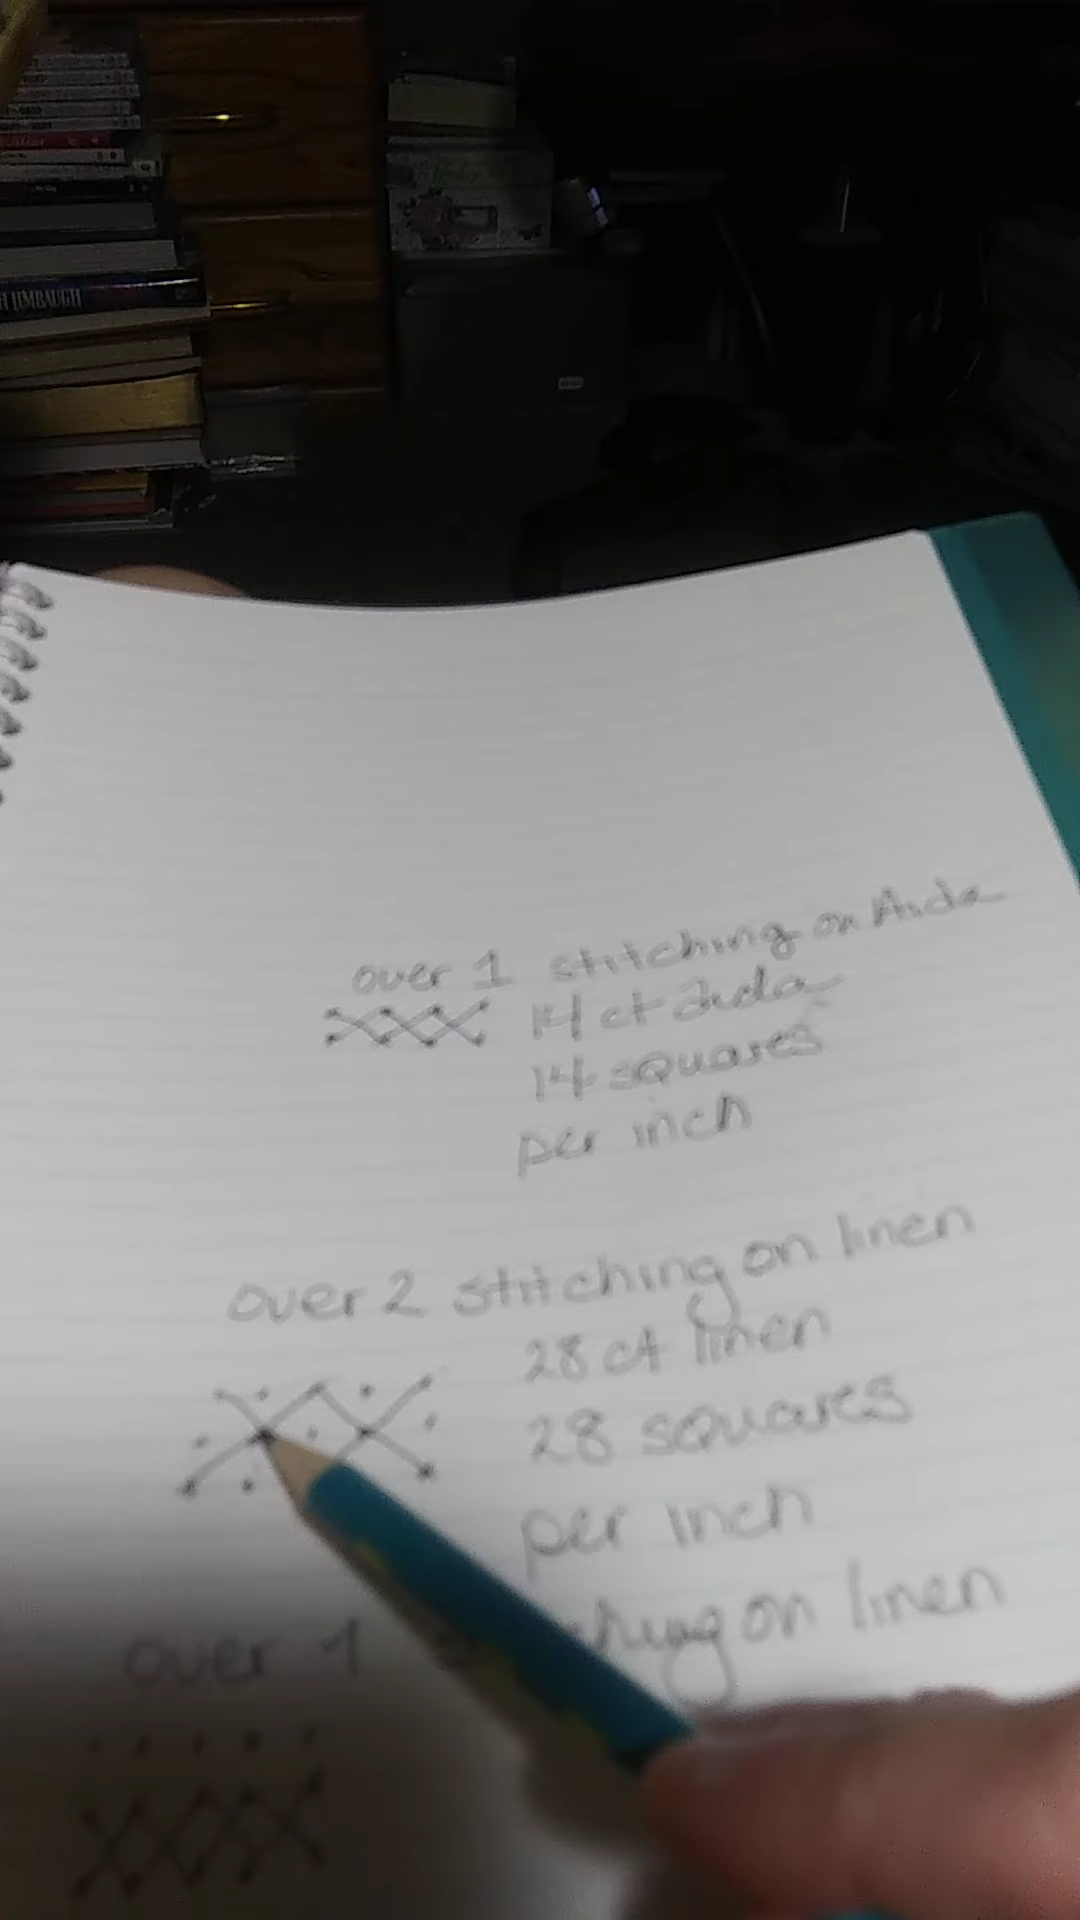 H LIMBAUGH
over 1 stitching on Aida
14 ct Aida
14 squares
per inch
over 2 stitching on linen
28 ct linen
28 squares
per inch
over 1 on linen